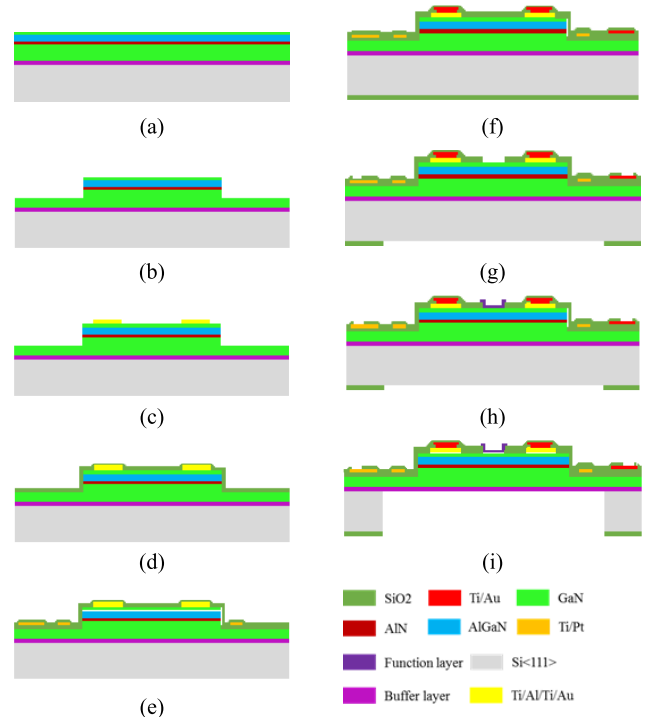 (a)
(b)
(c)
(d)
(e)
(f)
(g)
(h)
(i)
SiO2 Ti/Au GaN
AlN AlGaN Ti/Pt
Function layer Si<111>
Buffer layer Ti/Al/Ti/Au